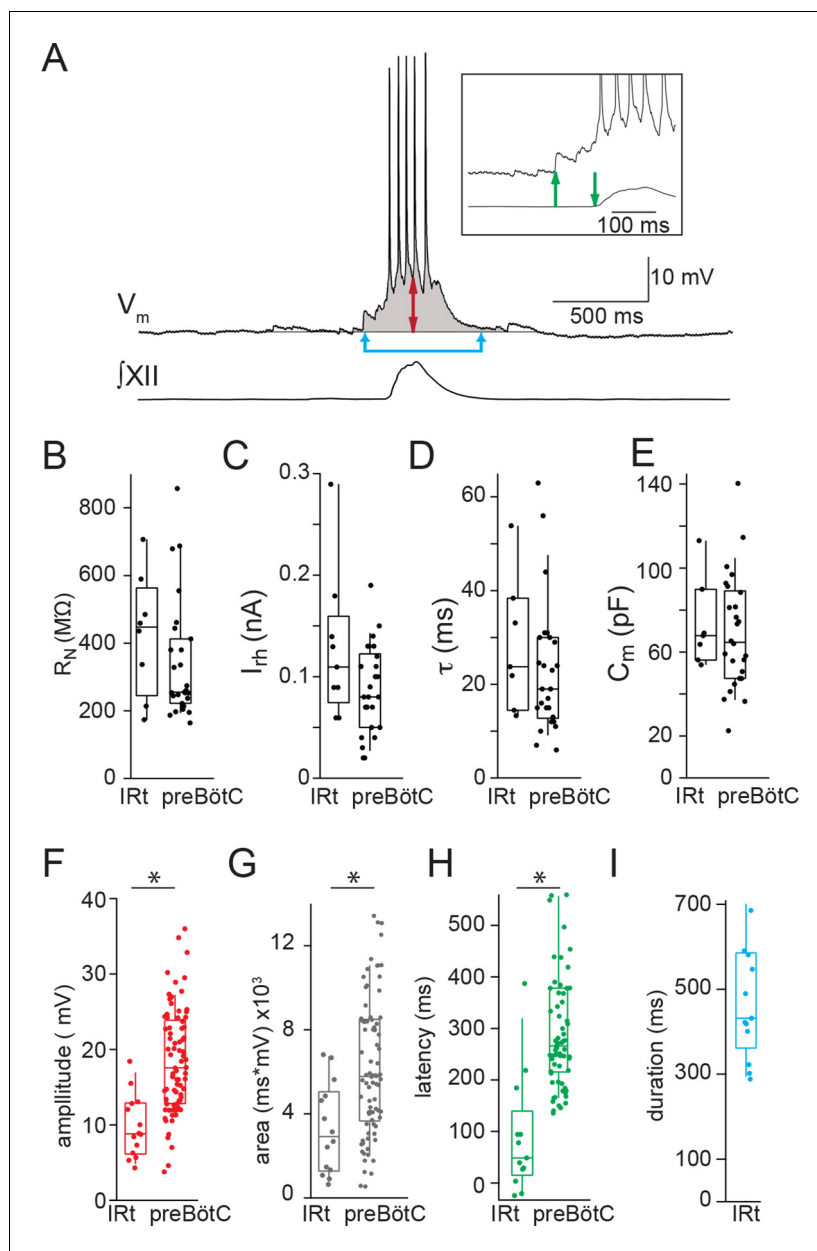 A
100 ms
10 mV
500 ms
Vm
∫XII
B
800
600
400
200
0
RN (MΩ)
IRt preBötC
C
0.3
0.2
0.1
0.0
Irh (nA)
IRt preBötC
D
60
40
20
0
τ (ms)
IRt preBötC
E
140
100
60
20
0
Cm (pF)
IRt preBötC
F
*
40
30
20
10
0
ampllitude ( mV)
IRt preBötC
G
*
12
8
4
0
area (ms*mV) x10³
IRt preBötC
H
*
500
400
300
200
100
0
latency (ms)
IRt preBötC
I
700
500
300
100
0
duration (ms)
IRt